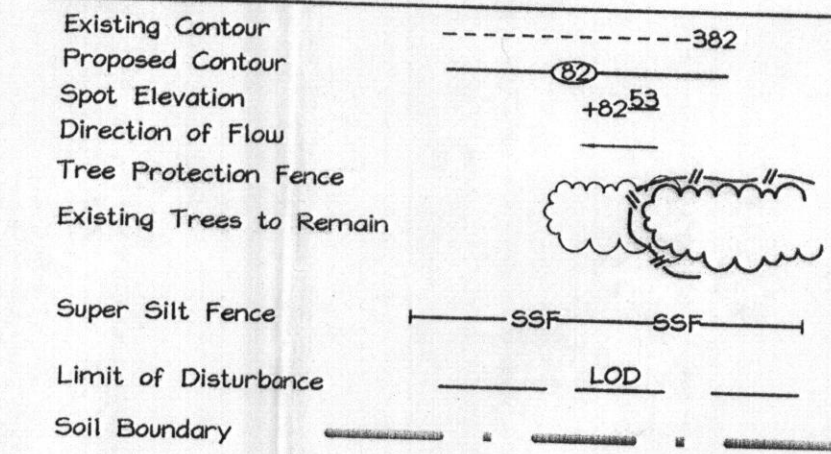 Existing Contour 382
Proposed Contour 82
Spot Elevation +82 53
Direction of Flow
Tree Protection Fence
Existing Trees to Remain
Super Silt Fence SSF SSF
Limit of Disturbance LOD
Soil Boundary